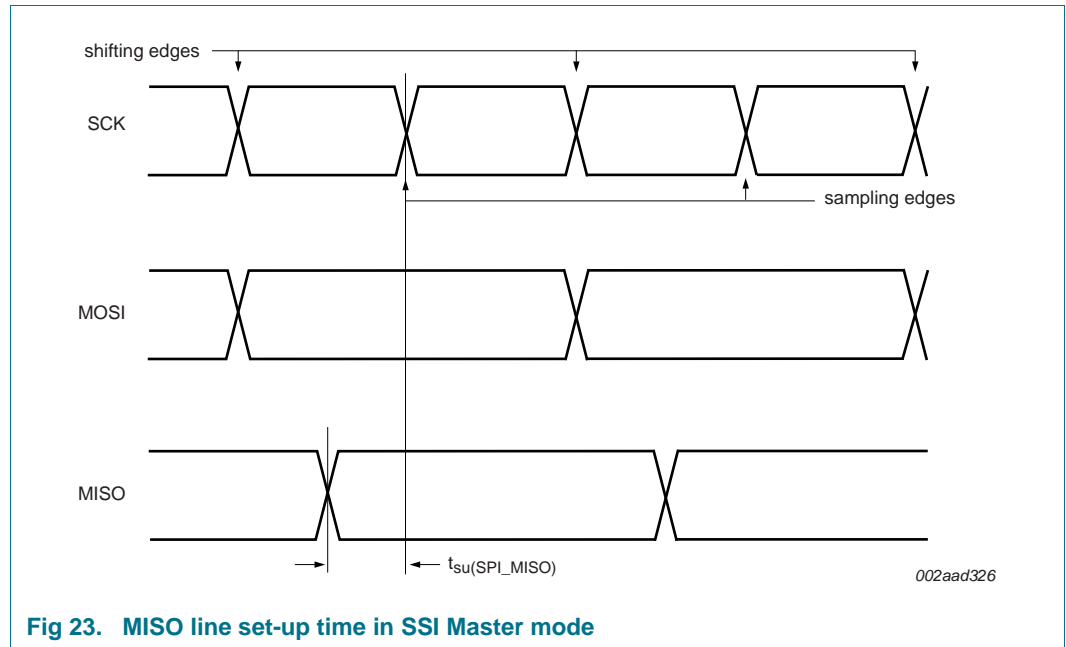 shifting edges
SCK
sampling edges
MOSI
MISO
tsu(SPI_MISO)
002aad326
Fig 23. MISO line set-up time in SSI Master mode